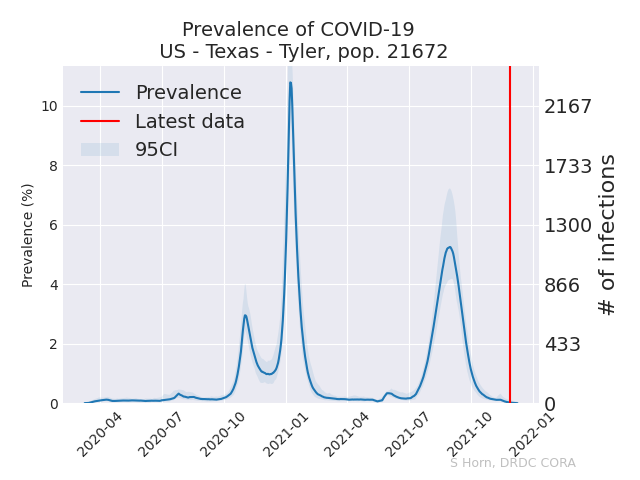 Prevalence of COVID-19
US - Texas - Tyler, pop. 21672
Prevalence
Latest data
95CI
Prevalence (%)
10
8
6
4
2
0
2167
1733
1300
866
433
0
# of infections
2020-04
2020-07
2020-10
2021-01
2021-04
2021-07
2021-10
2022-01
S Horn, DRDC CORA